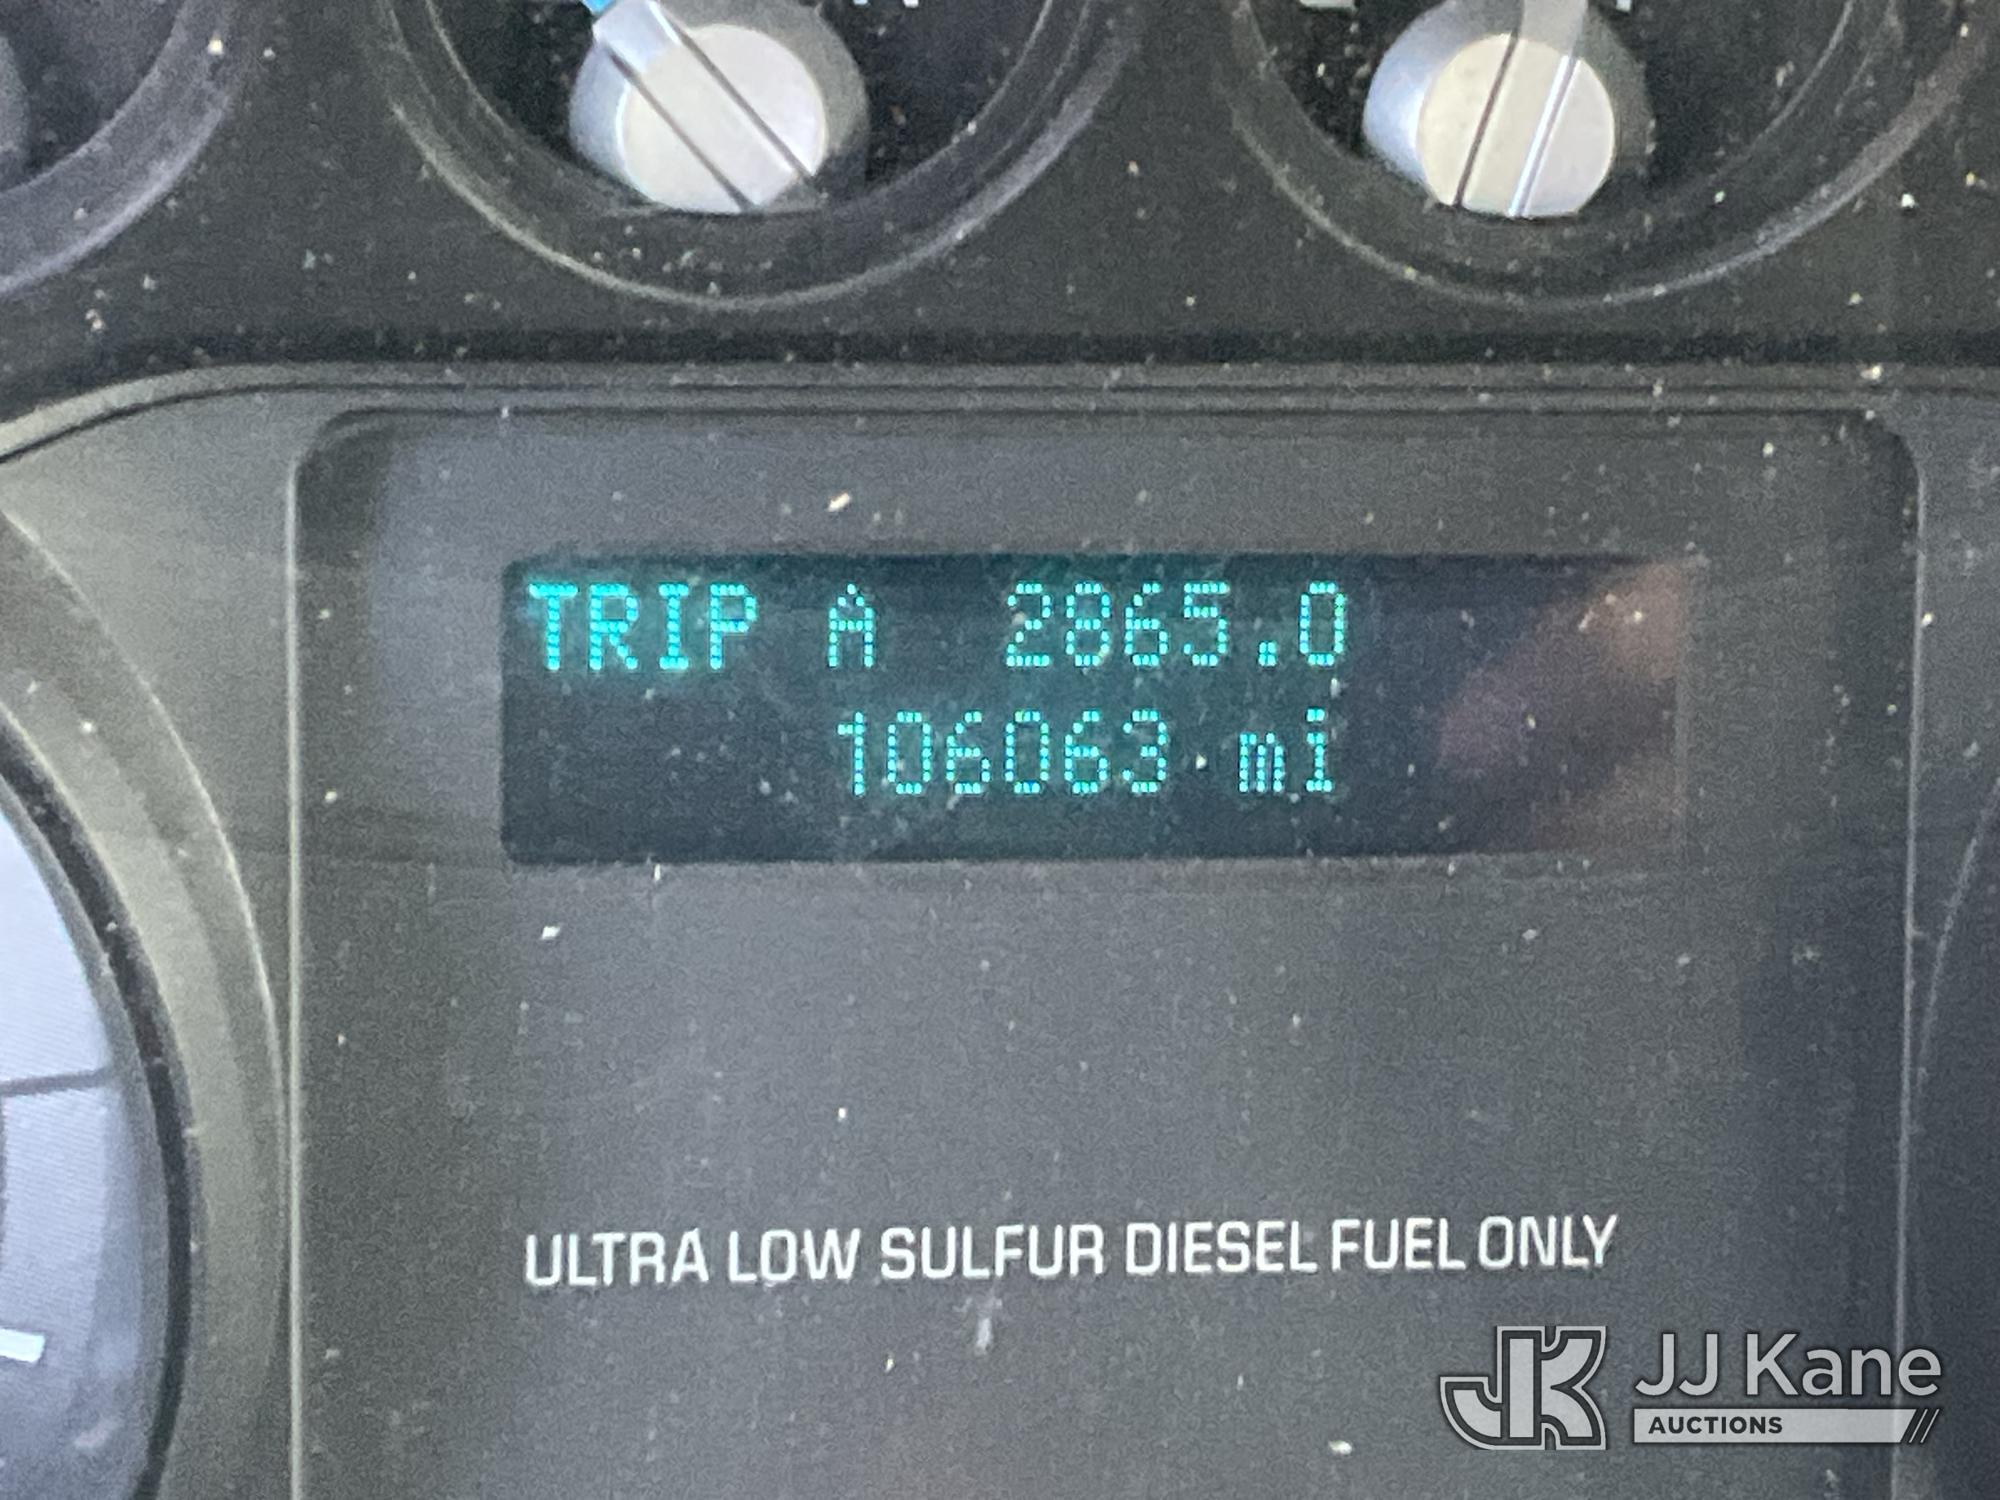 TRIP A 2865.0
106063 mi
ULTRA LOW SULFUR DIESEL FUEL ONLY
JK JJ Kane
AUCTIONS